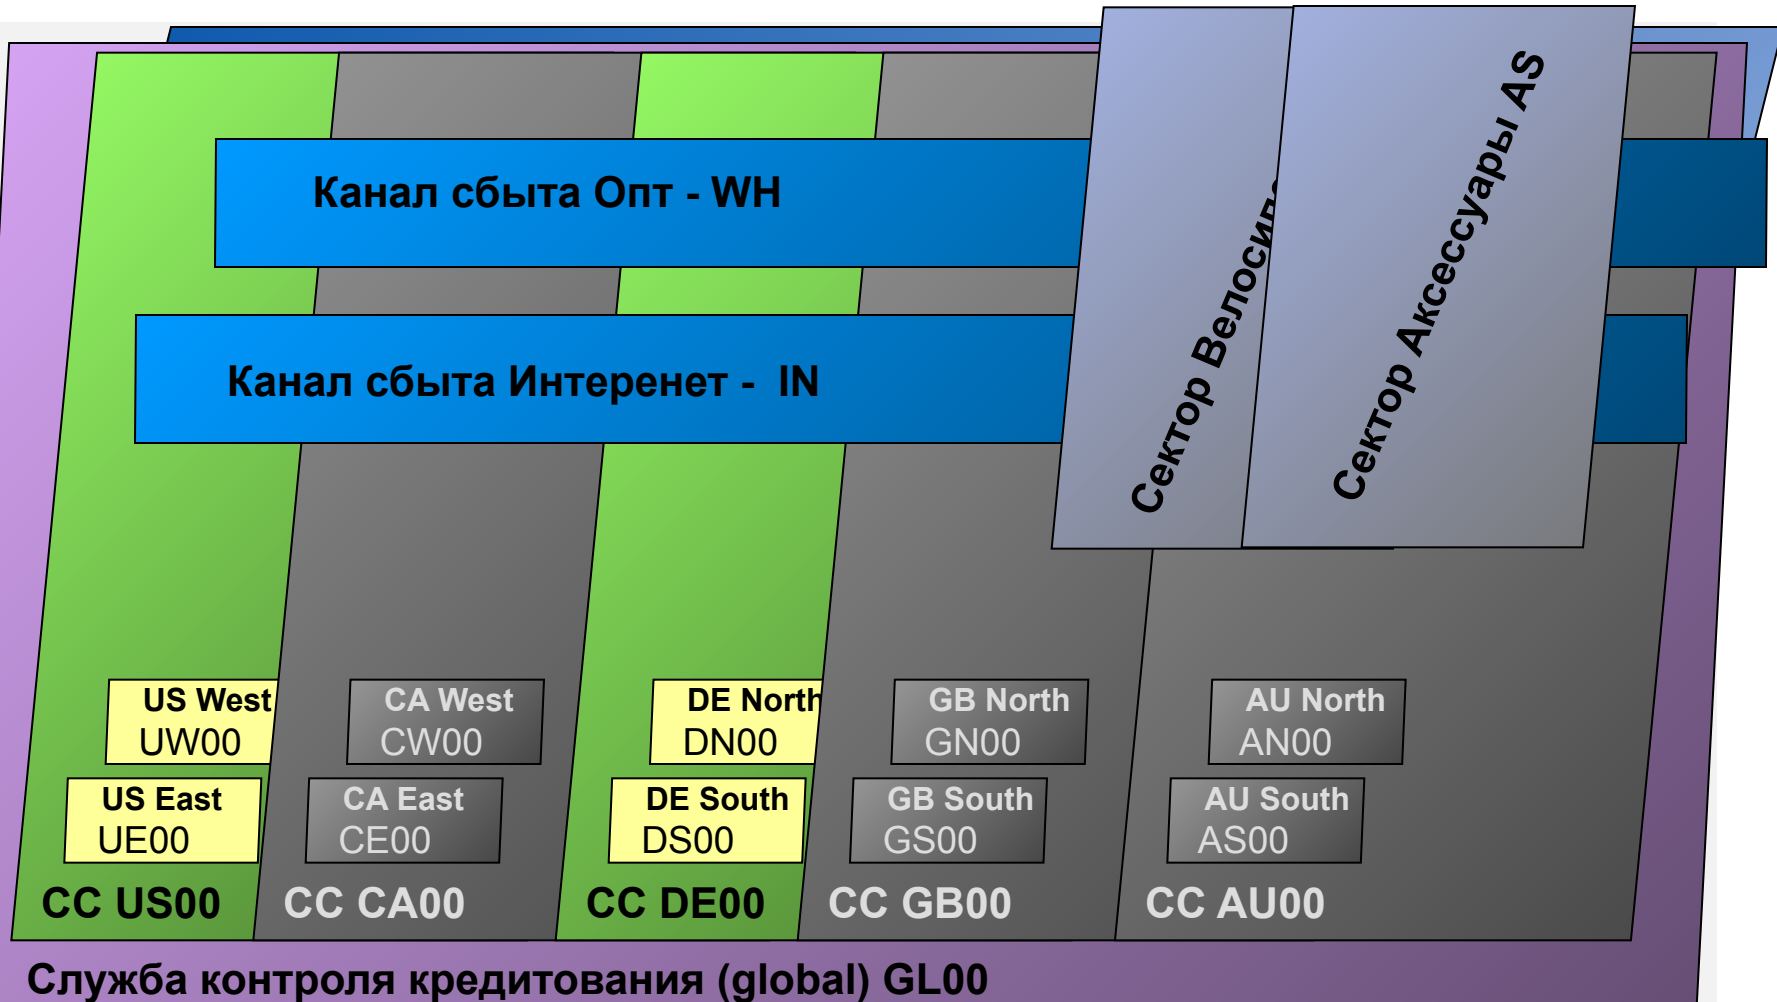 Канал сбыта Опт - WH
Канал сбыта Интеренет - IN
Сектор
Сектор Аксессуары AS
US West
UW00
CA West
CW00
DE North
DN00
GB North
GN00
AU North
AN00
US East
UE00
CA East
CE00
DE South
DS00
GB South
GS00
AU South
AS00
CC US00
CC CA00
CC DE00
CC GB00
CC AU00
Служба контроля кредитования (global) GL00